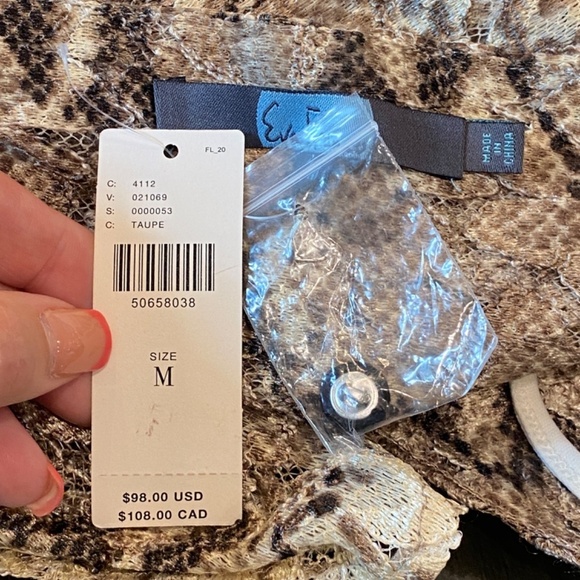 FL_20
C: 4112
V: 021069
S: 0000053
C: TAUPE
50658038
SIZE
M
$98.00 USD
$108.00 CAD
MADE
IN
CHINA